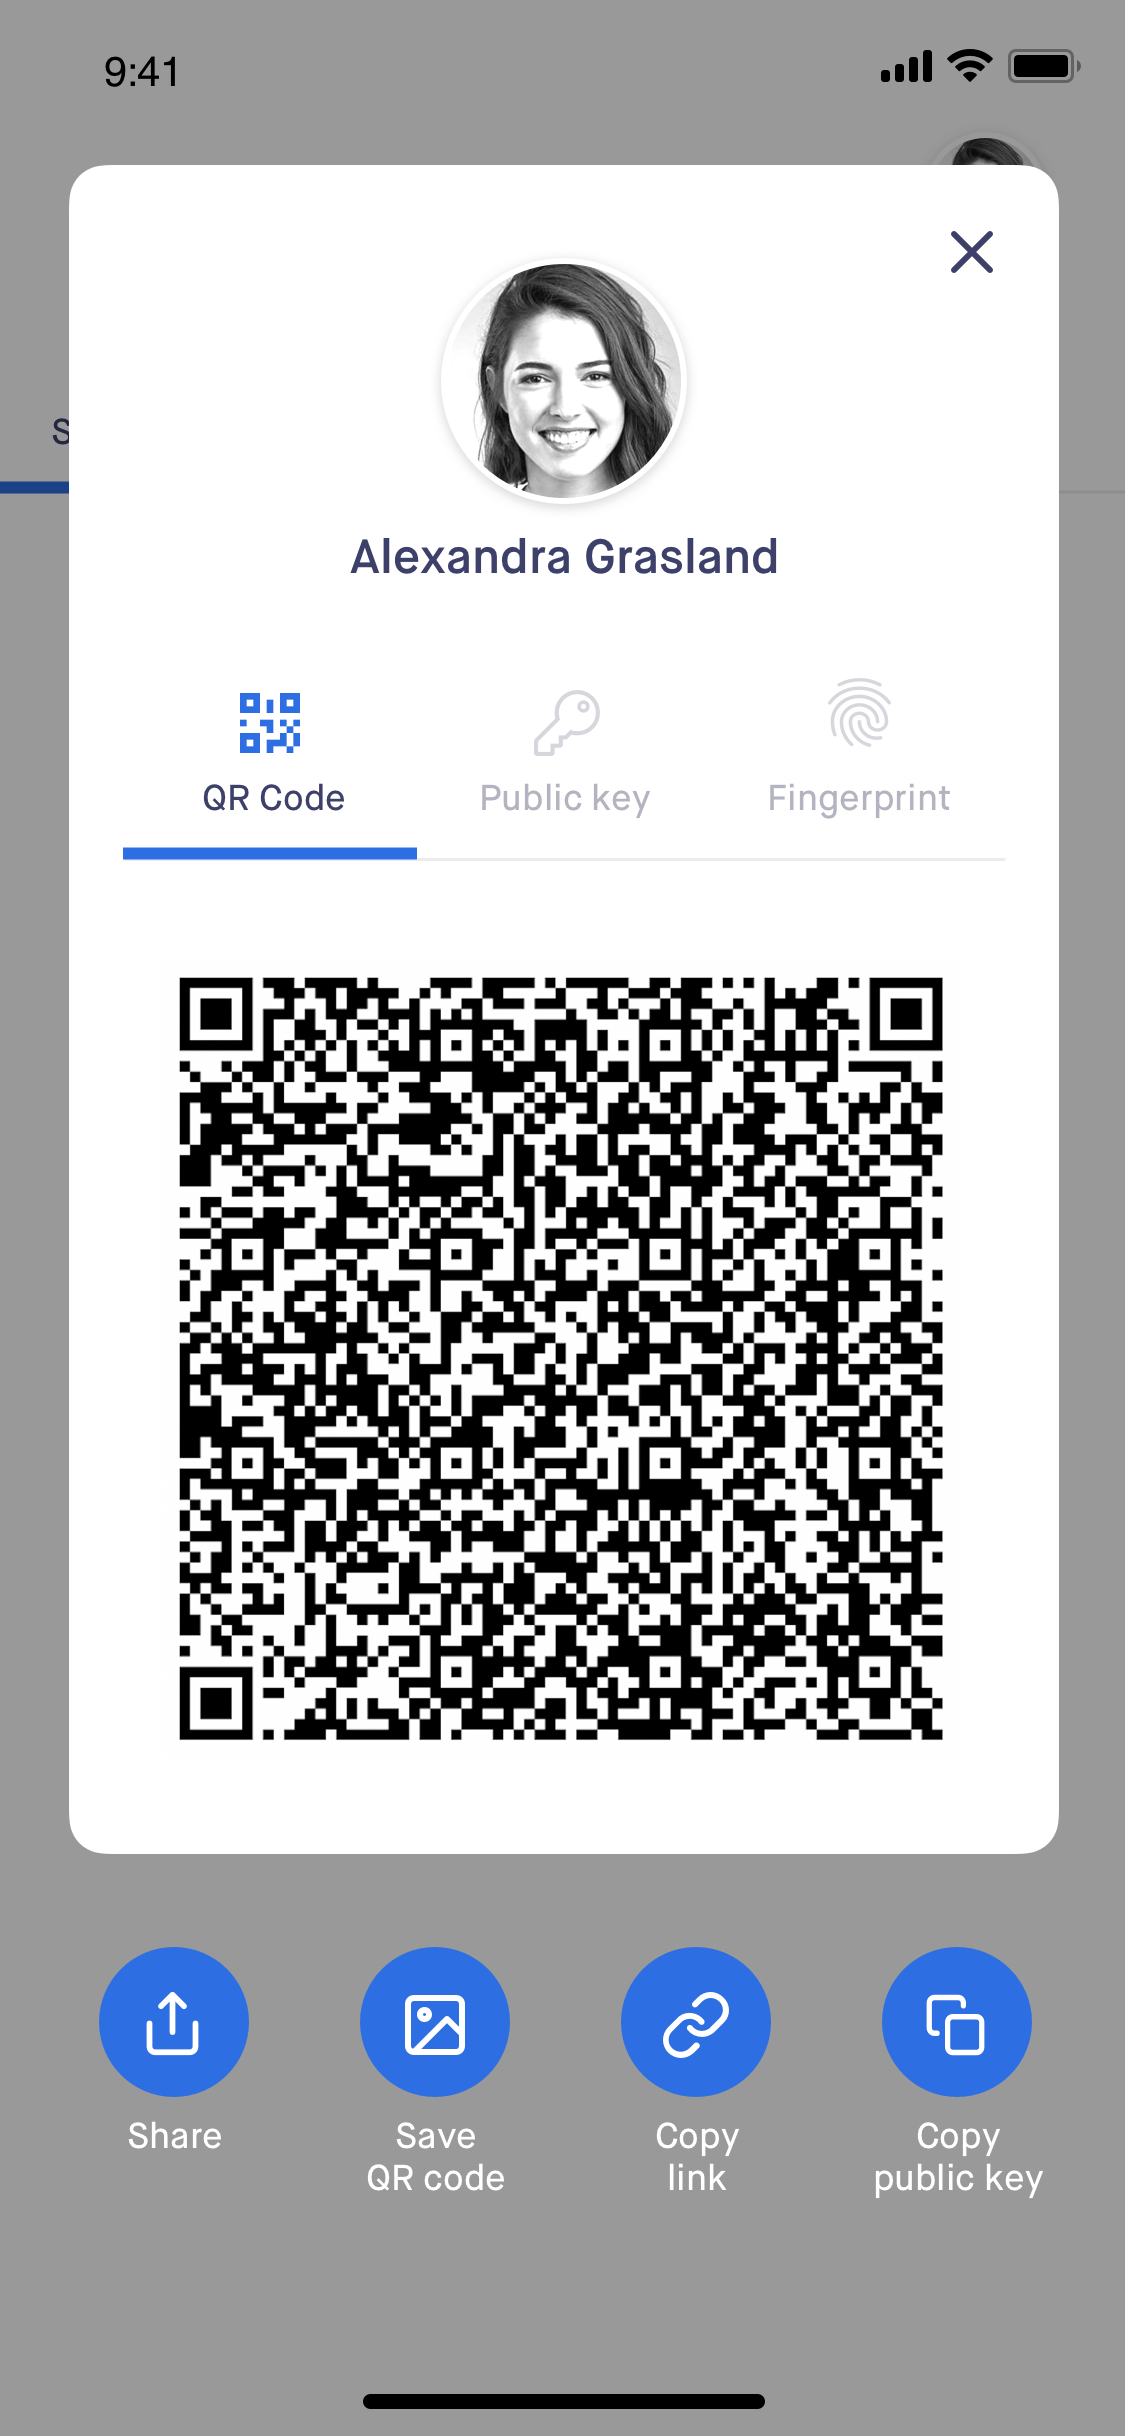 9:41
S
Alexandra Grasland
QR Code
Public key
Fingerprint
Share
Save
QR code
Copy
link
Copy
public key